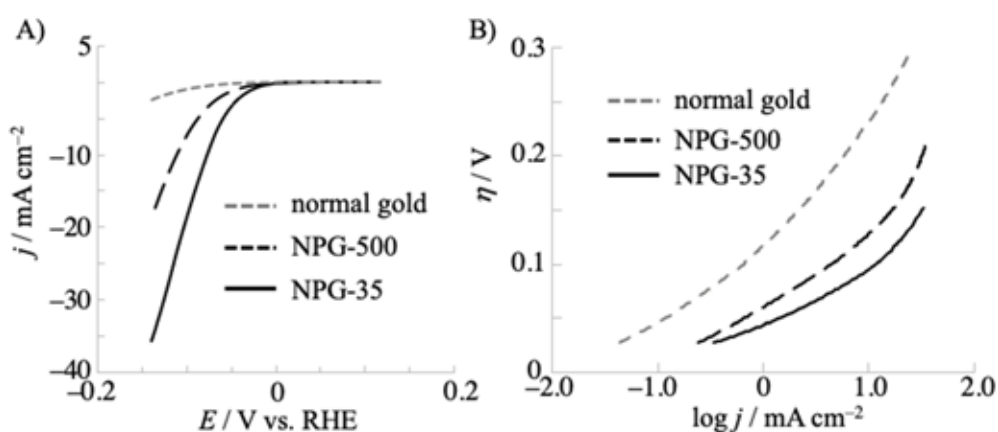 A)
5
−10
−20
−30
−40
−0.2
0
0.2
j / mA cm⁻²
E / V vs. RHE
normal gold
NPG-500
NPG-35
B)
0.3
0.2
0.1
0
−2.0
−1.0
0
1.0
2.0
η / V
log j / mA cm⁻²
normal gold
NPG-500
NPG-35